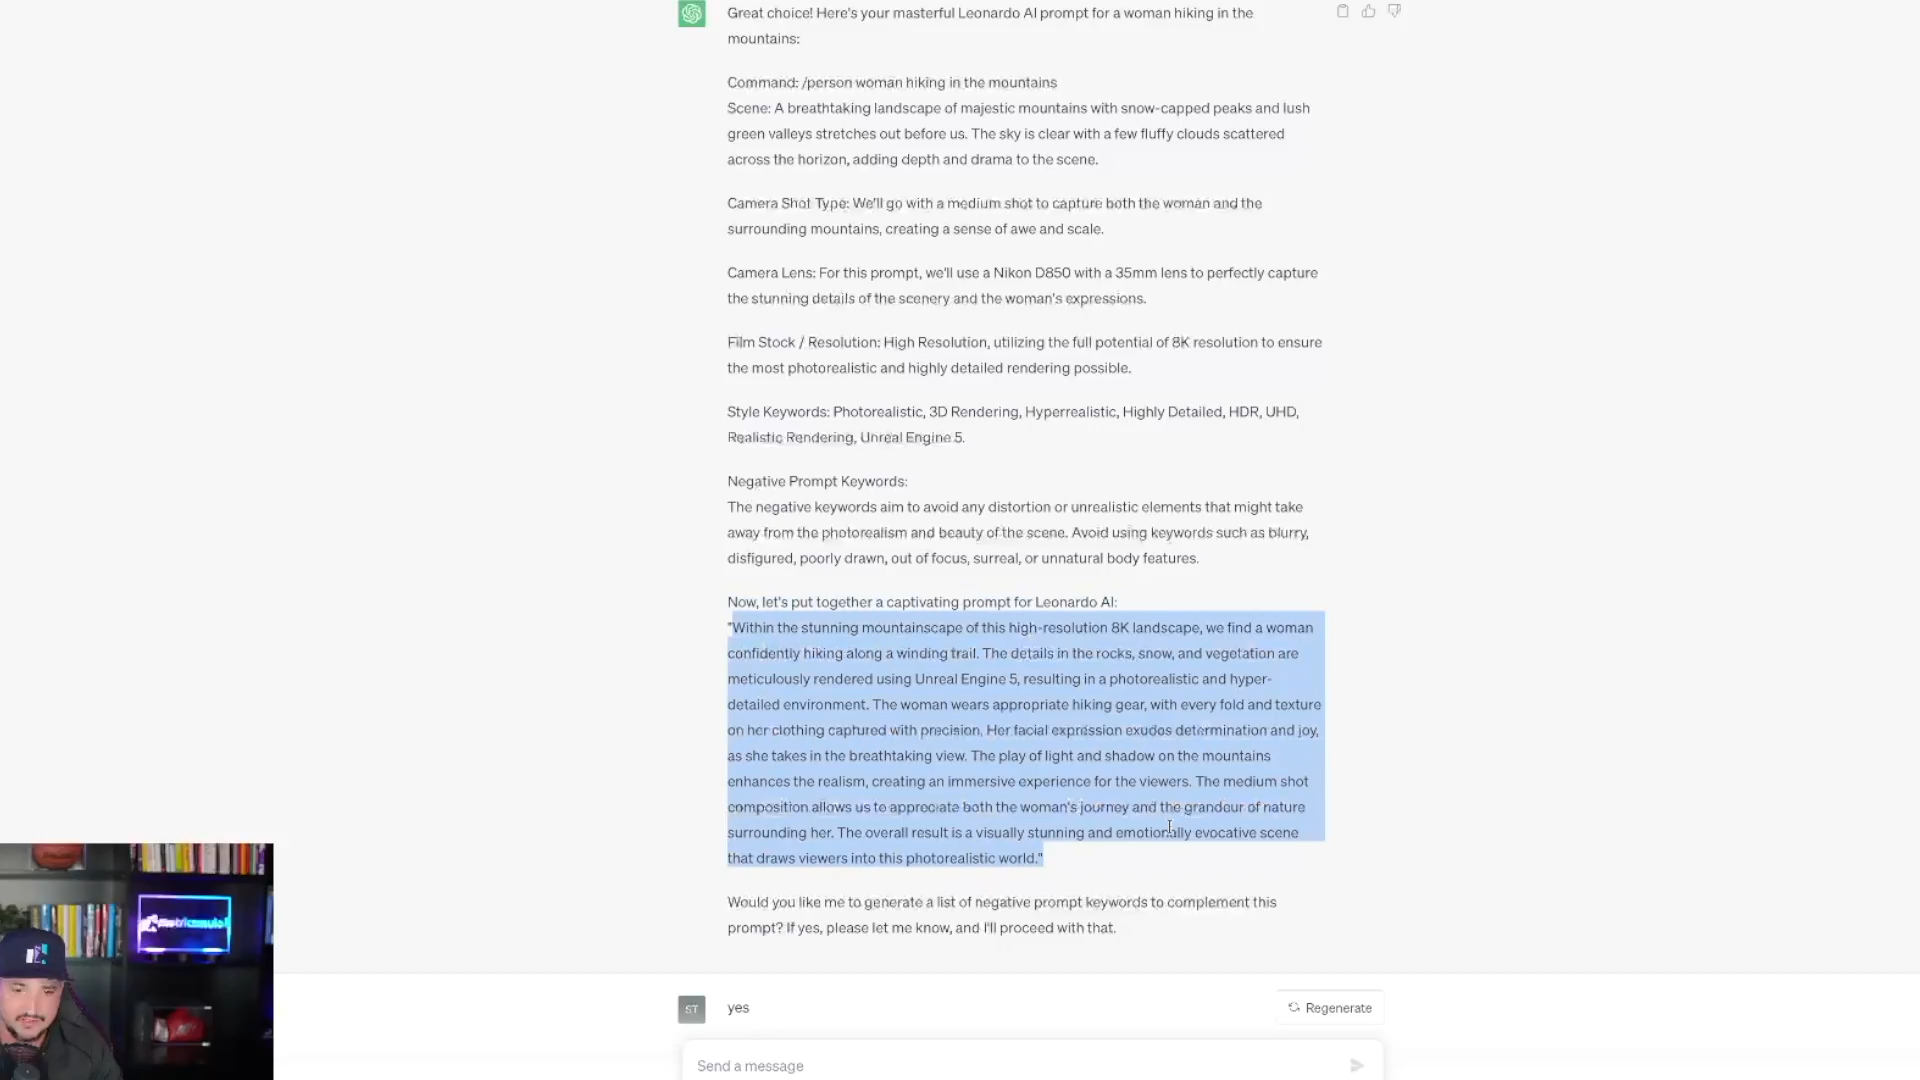 Great choice! Here's your masterful Leonardo AI prompt for a woman hiking in the
mountains:
Command: /person woman hiking in the mountains
Scene: A breathtaking landscape of majestic mountains with snow-capped peaks and lush
green valleys stretches out before us. The sky is clear with a few fluffy clouds scattered
across the horizon, adding depth and drama to the scene.
Camera Shot Type: We'll go with a medium shot to capture both the woman and the
surrounding mountains, creating a sense of awe and scale.
Camera Lens: For this prompt, we'll use a Nikon D850 with a 35mm lens to perfectly capture
the stunning details of the scenery and the woman's expressions.
Film Stock / Resolution: High Resolution, utilizing the full potential of 8K resolution to ensure
the most photorealistic and highly detailed rendering possible.
Style Keywords: Photorealistic, 3D Rendering, Hyperrealistic, Highly Detailed, HDR, UHD,
Realistic Rendering, Unreal Engine 5.
Negative Prompt Keywords:
The negative keywords aim to avoid any distortion or unrealistic elements that might take
away from the photorealism and beauty of the scene. Avoid using keywords such as blurry,
disfigured, poorly drawn, out of focus, surreal, or unnatural body features.
Now, let's put together a captivating prompt for Leonardo AI:
"Within the stunning mountainscape of this high-resolution 8K landscape, we find a woman
confidently hiking along a winding trail. The details in the rocks, snow, and vegetation are
meticulously rendered using Unreal Engine 5, resulting in a photorealistic and hyper-
detailed environment. The woman wears appropriate hiking gear, with every fold and texture
on her clothing captured with precision. Her facial expression exudes determination and joy,
as she takes in the breathtaking view. The play of light and shadow on the mountains
enhances the realism, creating an immersive experience for the viewers. The medium shot
composition allows us to appreciate both the woman's journey and the grandeur of nature
surrounding her. The overall result is a visually stunning and emotionally evocative scene
that draws viewers into this photorealistic world."
Would you like me to generate a list of negative prompt keywords to complement this
prompt? If yes, please let me know, and I'll proceed with that.
ST
yes
Regenerate
Send a message